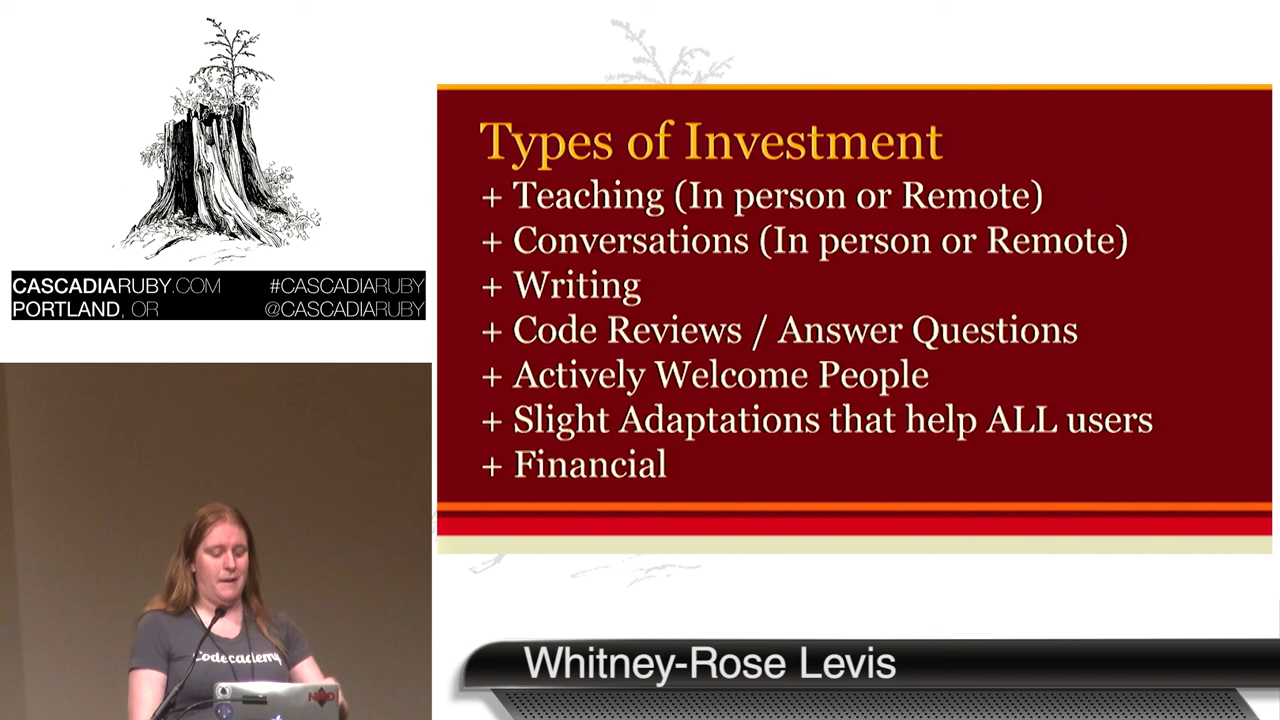 CASCADIARUBY.COM #CASCADIARUBY
PORTLAND, OR @CASCADIARUBY
Types of Investment
+ Teaching (In person or Remote)
+ Conversations (In person or Remote)
+ Writing
+ Code Reviews / Answer Questions
+ Actively Welcome People
+ Slight Adaptations that help ALL users
+ Financial
Codecademy
Whitney-Rose Levis